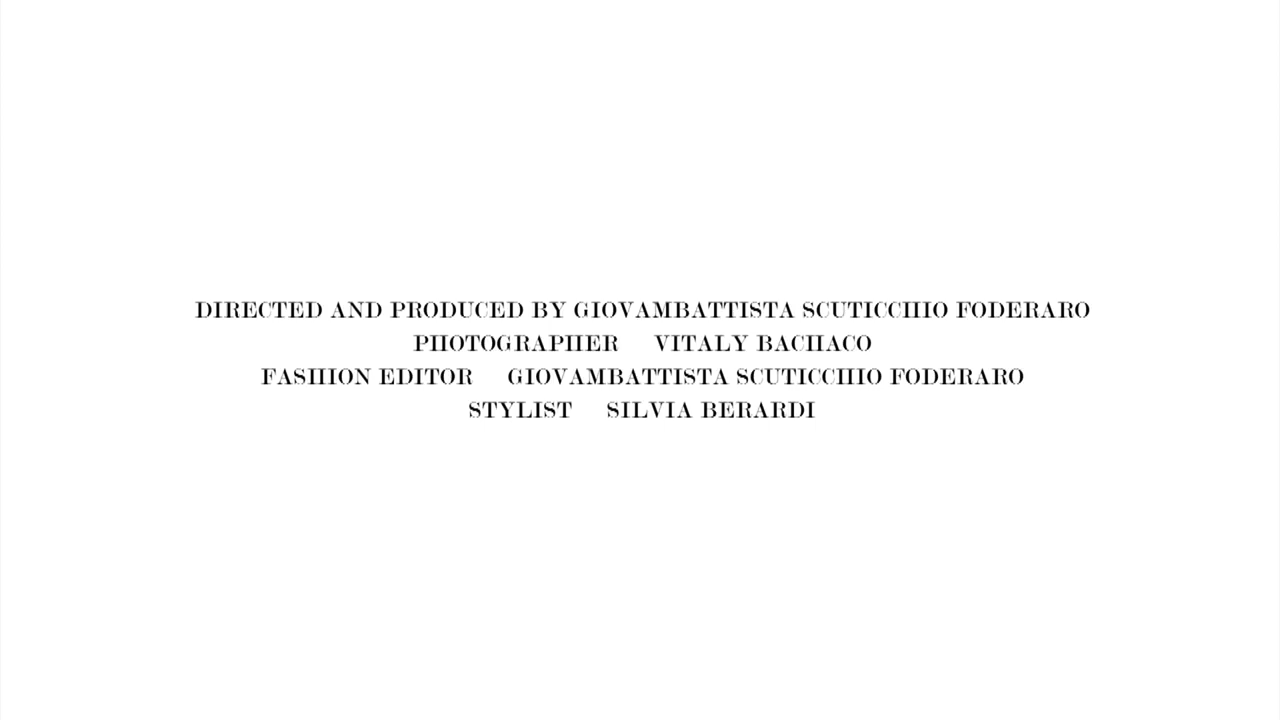 DIRECTED AND PRODUCED BY GIOVAMBATTISTA SCUTICCHIO FODERARO
PHOTOGRAPHER VITALY BACHACO
FASHION EDITOR GIOVAMBATTISTA SCUTICCHIO FODERARO
STYLIST SILVIA BERARDI